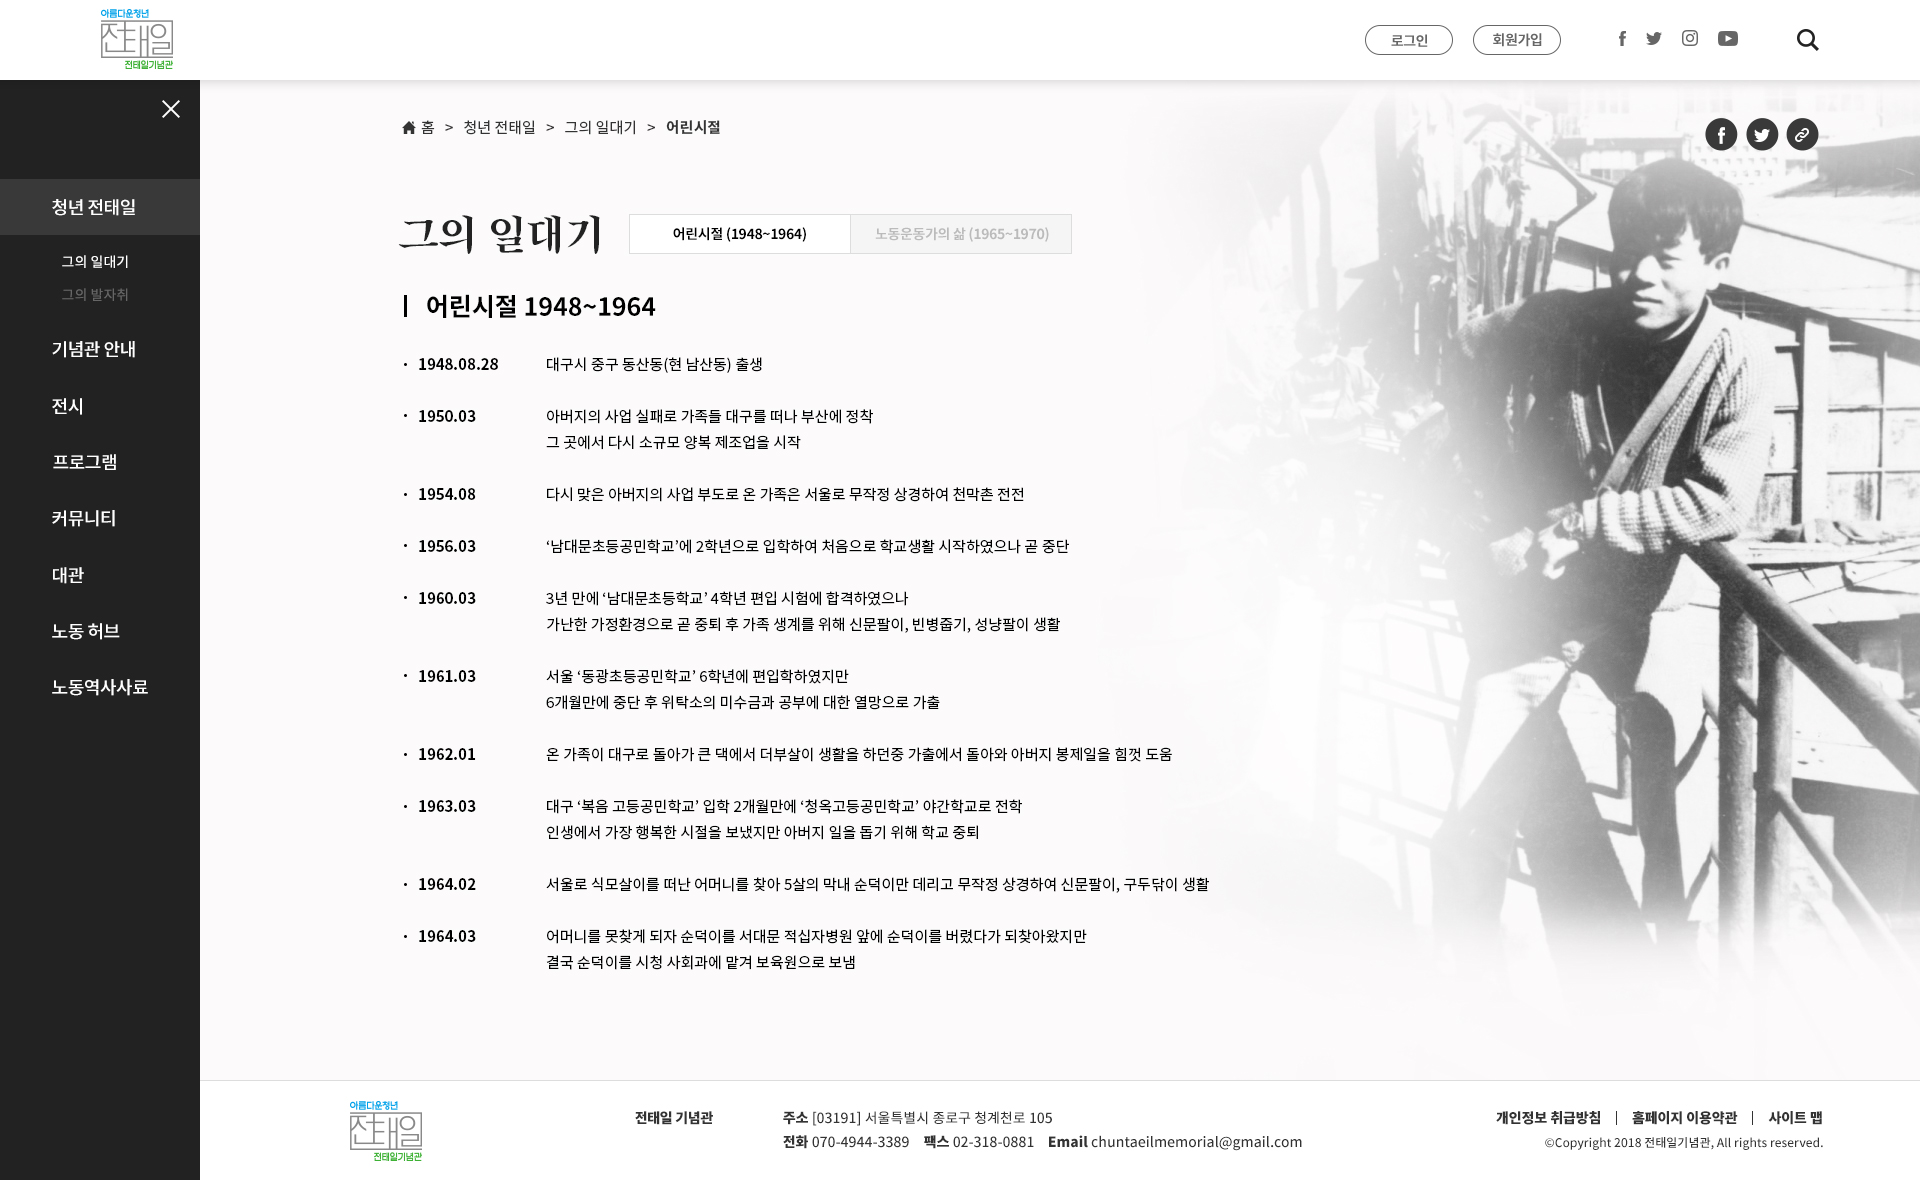 아름다운청년
전태일
전태일기념관
로그인
회원가입
홈 > 청년 전태일 > 그의 일대기 > 어린시절
청년 전태일
그의 일대기
그의 발자취
기념관 안내
전시
프로그램
커뮤니티
대관
노동 허브
노동역사사료
그의 일대기
어린시절 (1948~1964)
노동운동가의 삶 (1965~1970)
어린시절 1948~1964
· 1948.08.28 대구시 중구 동산동(현 남산동) 출생
· 1950.03 아버지의 사업 실패로 가족들 대구를 떠나 부산에 정착
그 곳에서 다시 소규모 양복 제조업을 시작
· 1954.08 다시 맞은 아버지의 사업 부도로 온 가족은 서울로 무작정 상경하여 천막촌 전전
· 1956.03 ‘남대문초등공민학교’에 2학년으로 입학하여 처음으로 학교생활 시작하였으나 곧 중단
· 1960.03 3년 만에 ‘남대문초등학교’ 4학년 편입 시험에 합격하였으나
가난한 가정환경으로 곧 중퇴 후 가족 생계를 위해 신문팔이, 빈병줍기, 성냥팔이 생활
· 1961.03 서울 ‘동광초등공민학교’ 6학년에 편입학하였지만
6개월만에 중단 후 위탁소의 미수금과 공부에 대한 열망으로 가출
· 1962.01 온 가족이 대구로 돌아가 큰 댁에서 더부살이 생활을 하던중 가출에서 돌아와 아버지 봉제일을 힘껏 도움
· 1963.03 대구 ‘복음 고등공민학교’ 입학 2개월만에 ‘청옥고등공민학교’ 야간학교로 전학
인생에서 가장 행복한 시절을 보냈지만 아버지 일을 돕기 위해 학교 중퇴
· 1964.02 서울로 식모살이를 떠난 어머니를 찾아 5살의 막내 순덕이만 데리고 무작정 상경하여 신문팔이, 구두닦이 생활
· 1964.03 어머니를 못찾게 되자 순덕이를 서대문 적십자병원 앞에 순덕이를 버렸다가 되찾아왔지만
결국 순덕이를 시청 사회과에 맡겨 보육원으로 보냄
아름다운청년
전태일
전태일기념관
전태일 기념관
주소 [03191] 서울특별시 종로구 청계천로 105
전화 070-4944-3389 팩스 02-318-0881 Email chuntaeilmemorial@gmail.com
개인정보 취급방침 | 홈페이지 이용약관 | 사이트 맵
©Copyright 2018 전태일기념관, All rights reserved.